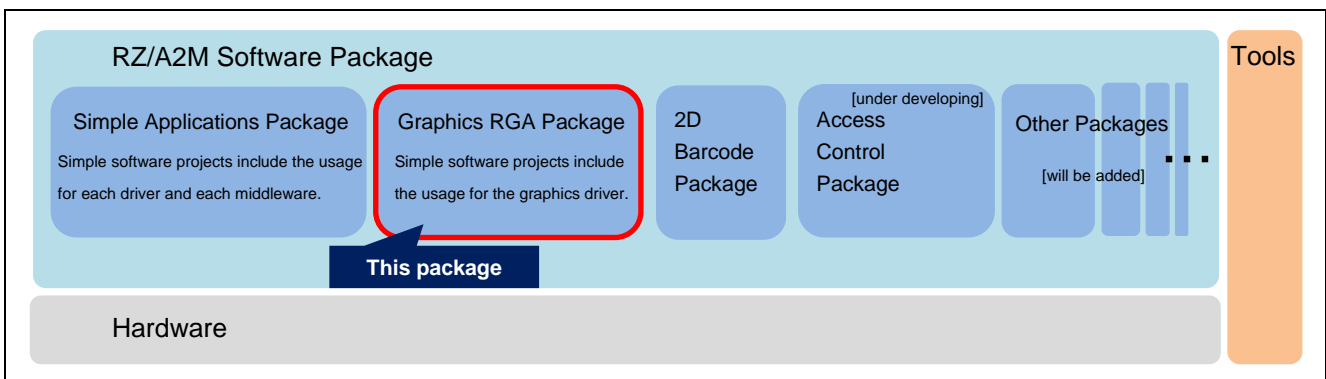 RZ/A2M Software Package
Tools
Simple Applications Package
Simple software projects include the usage
for each driver and each middleware.
Graphics RGA Package
Simple software projects include
the usage for the graphics driver.
2D
Barcode
Package
[under developing]
Access
Control
Package
Other Packages
[will be added]
...
This package
Hardware